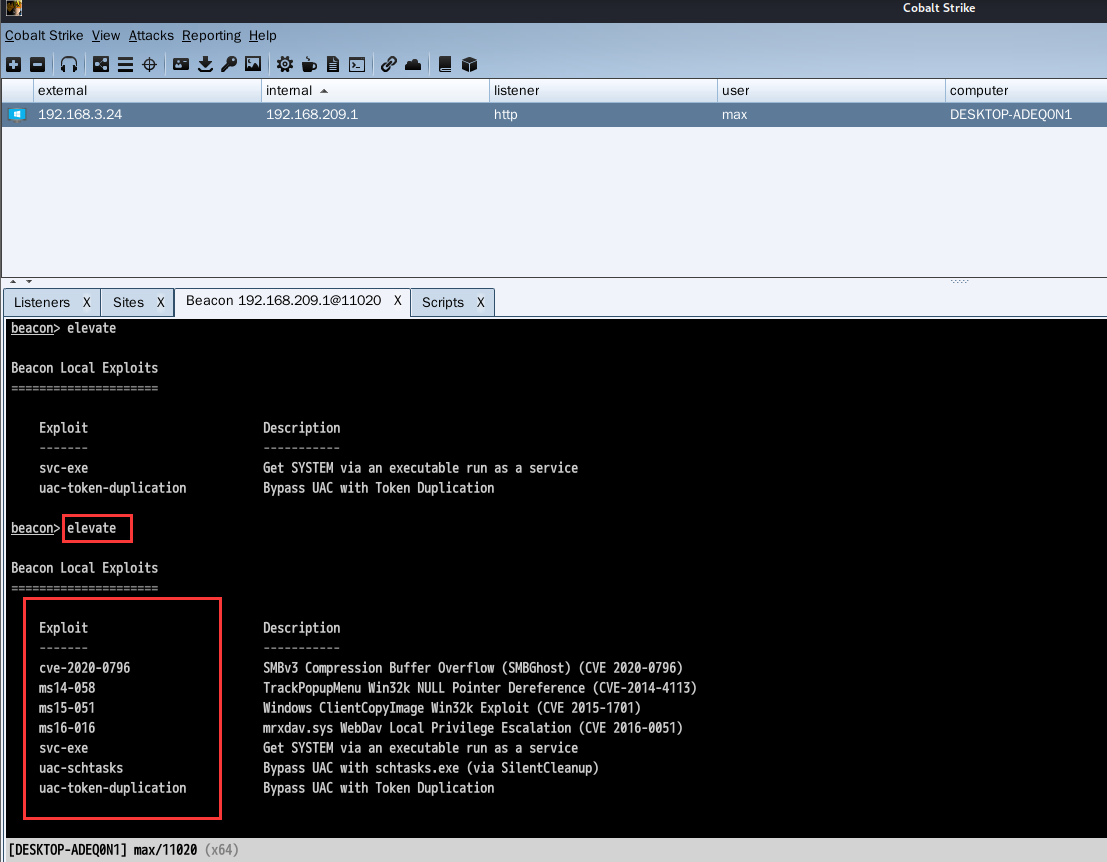 Cobalt Strike
Cobalt Strike View Attacks Reporting Help
external internal listener user computer
192.168.3.24 192.168.209.1 http max DESKTOP-ADEQ0N1
Listeners X Sites X Beacon 192.168.209.1@11020 X Scripts X
beacon> elevate
Beacon Local Exploits
=====================
Exploit Description
------- -----------
svc-exe Get SYSTEM via an executable run as a service
uac-token-duplication Bypass UAC with Token Duplication
beacon> elevate
Beacon Local Exploits
=====================
Exploit Description
------- -----------
cve-2020-0796 SMBv3 Compression Buffer Overflow (SMBGhost) (CVE 2020-0796)
ms14-058 TrackPopupMenu Win32k NULL Pointer Dereference (CVE-2014-4113)
ms15-051 Windows ClientCopyImage Win32k Exploit (CVE 2015-1701)
ms16-016 mrxdav.sys WebDav Local Privilege Escalation (CVE 2016-0051)
svc-exe Get SYSTEM via an executable run as a service
uac-schtasks Bypass UAC with schtasks.exe (via SilentCleanup)
uac-token-duplication Bypass UAC with Token Duplication
[DESKTOP-ADEQ0N1] max/11020 (x64)